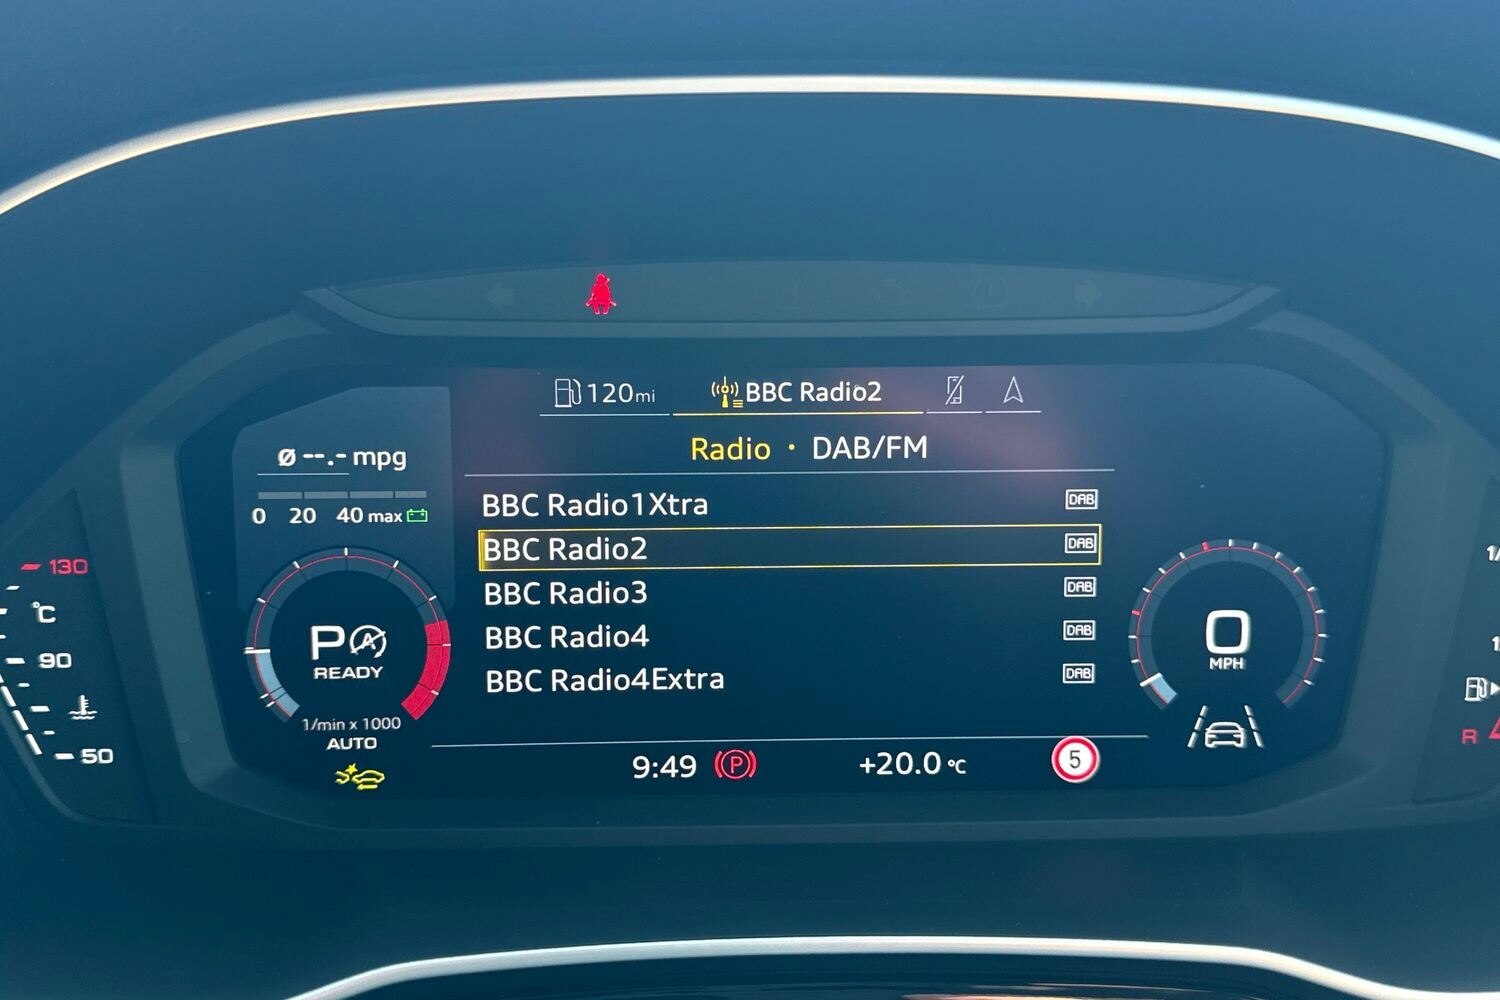 120mi
BBC Radio2
Radio · DAB/FM
Ø --.- mpg
0 20 40 max
BBC Radio1Xtra DAB
BBC Radio2 DAB
BBC Radio3 DAB
BBC Radio4 DAB
BBC Radio4Extra DAB
130
°C
90
50
P A
READY
1/min x 1000
AUTO
0
MPH
9:49 P +20.0 °C 5
1/
R